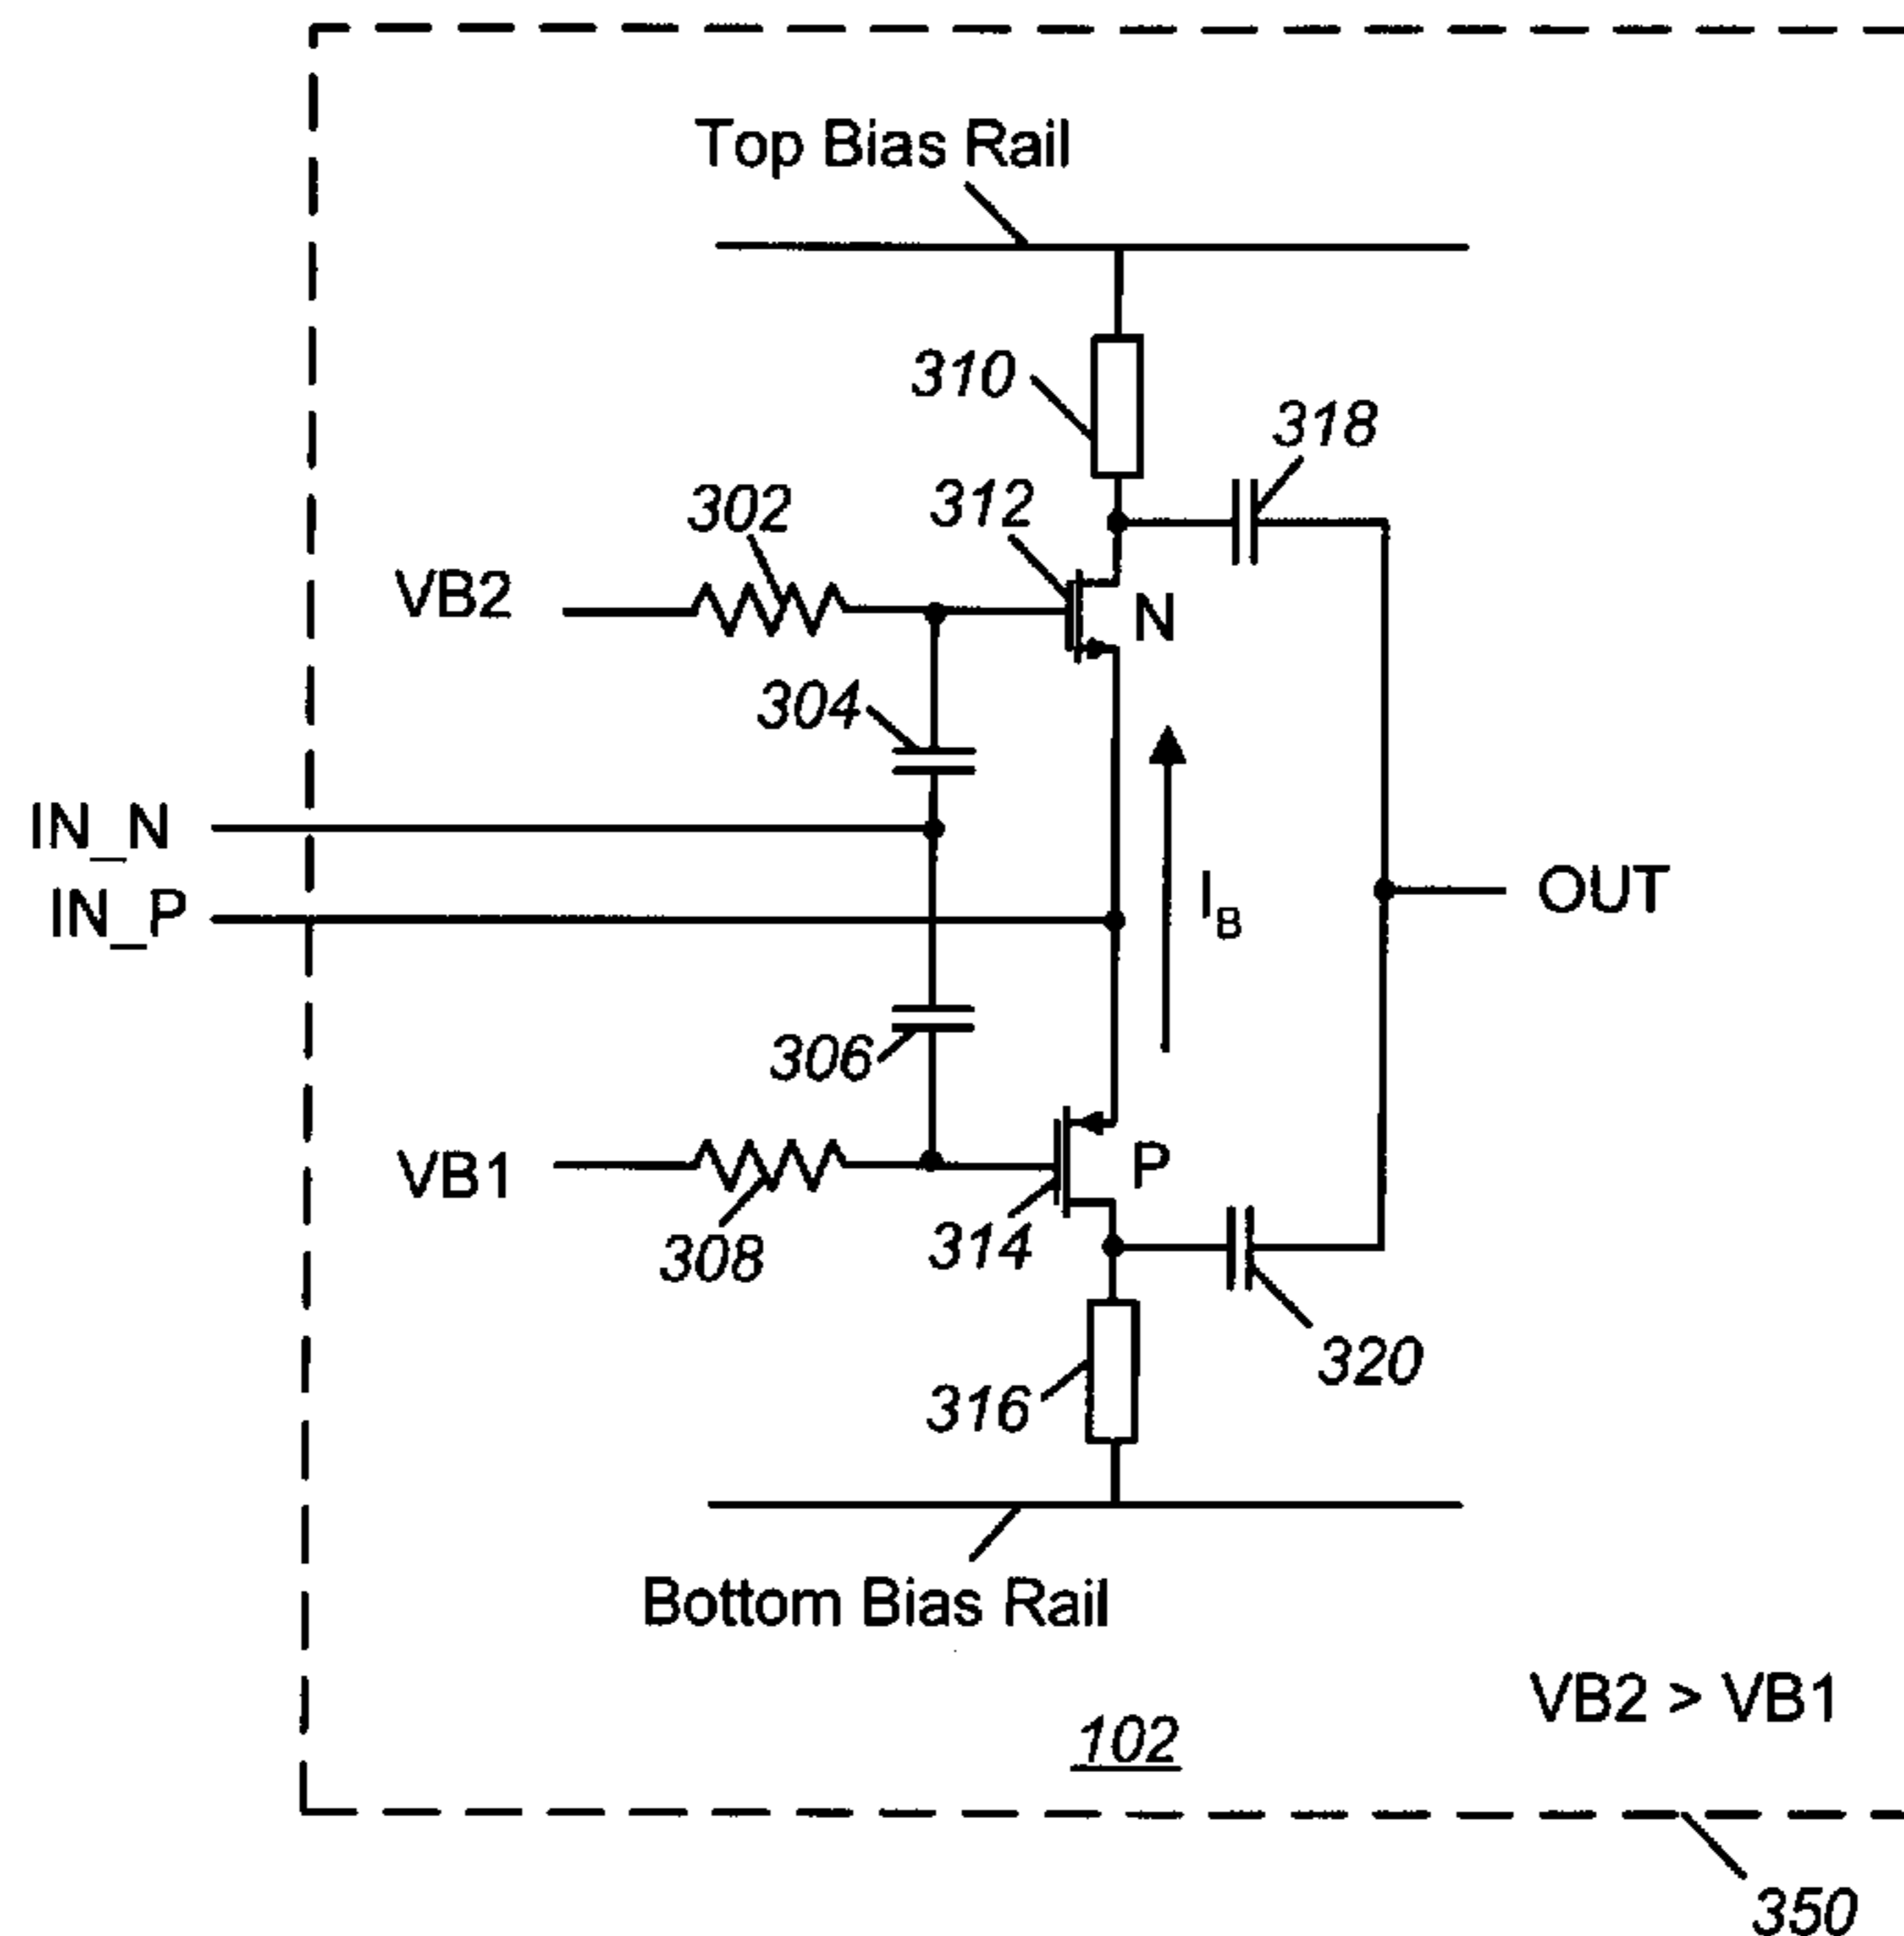 Top Bias Rail
310
318
302
312
VB2
N
304
IN_N
IN_P
I_B
OUT
306
VB1
P
308
314
320
316
Bottom Bias Rail
VB2 > VB1
102
350